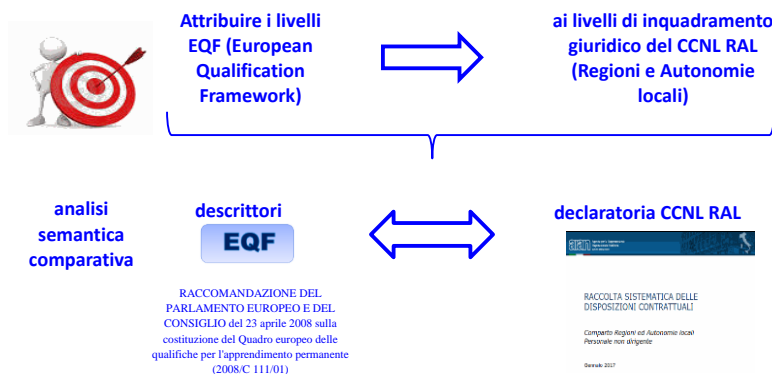 Attribuire i livelli
EQF (European
Qualification
Framework)
ai livelli di inquadramento
giuridico del CCNL RAL
(Regioni e Autonomie
locali)
analisi
semantica
comparativa
descrittori
EQF
RACCOMANDAZIONE DEL
PARLAMENTO EUROPEO E DEL
CONSIGLIO del 23 aprile 2008 sulla
costituzione del Quadro europeo delle
qualifiche per l'apprendimento permanente
(2008/C 111/01)
declaratoria CCNL RAL
aran
RACCOLTA SISTEMATICA DELLE
DISPOSIZIONI CONTRATTUALI
Comparto Regioni ed Autonomie locali
Personale non dirigente
Gennaio 2017